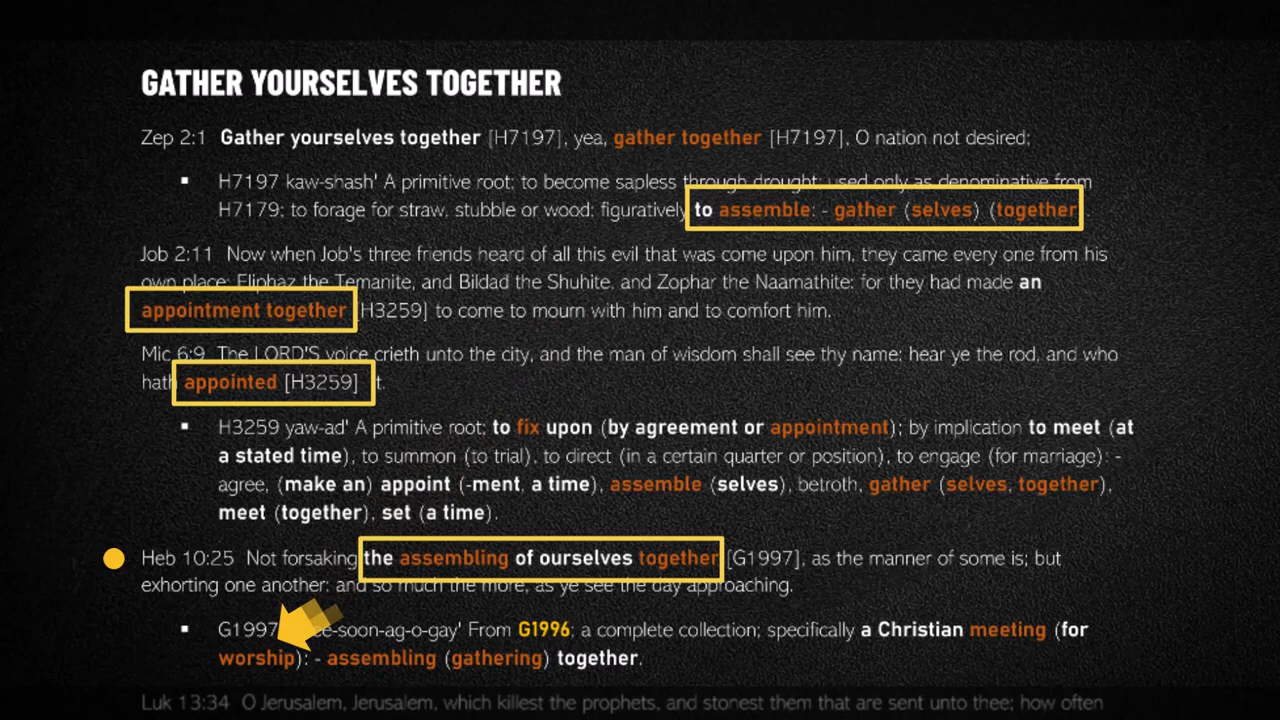 GATHER YOURSELVES TOGETHER
Zep 2:1 Gather yourselves together [H7197], yea, gather together [H7197], O nation not desired;
▪ H7197 kaw-shash' A primitive root; to become sapless through drought; used only as denominative from
H7179; to forage for straw, stubble or wood; figuratively to assemble: - gather (selves) (together
Job 2:11 Now when Job's three friends heard of all this evil that was come upon him, they came every one from his
own place; Eliphaz the Temanite, and Bildad the Shuhite, and Zophar the Naamathite: for they had made an
appointment together [H3259] to come to mourn with him and to comfort him.
Mic 6:9 The LORD'S voice crieth unto the city, and the man of wisdom shall see thy name: hear ye the rod, and who
hath appointed [H3259] it.
▪ H3259 yaw-ad' A primitive root; to fix upon (by agreement or appointment); by implication to meet (at
a stated time), to summon (to trial), to direct (in a certain quarter or position), to engage (for marriage): -
agree, (make an) appoint (-ment, a time), assemble (selves), betroth, gather (selves, together),
meet (together), set (a time).
Heb 10:25 Not forsaking the assembling of ourselves together [G1997], as the manner of some is; but
exhorting one another: and so much the more, as ye see the day approaching.
▪ G1997 -soon-ag-o-gay' From G1996; a complete collection; specifically a Christian meeting (for
worship): - assembling (gathering) together.
Luk 13:34 O Jerusalem, Jerusalem, which killest the prophets, and stonest them that are sent unto thee; how often